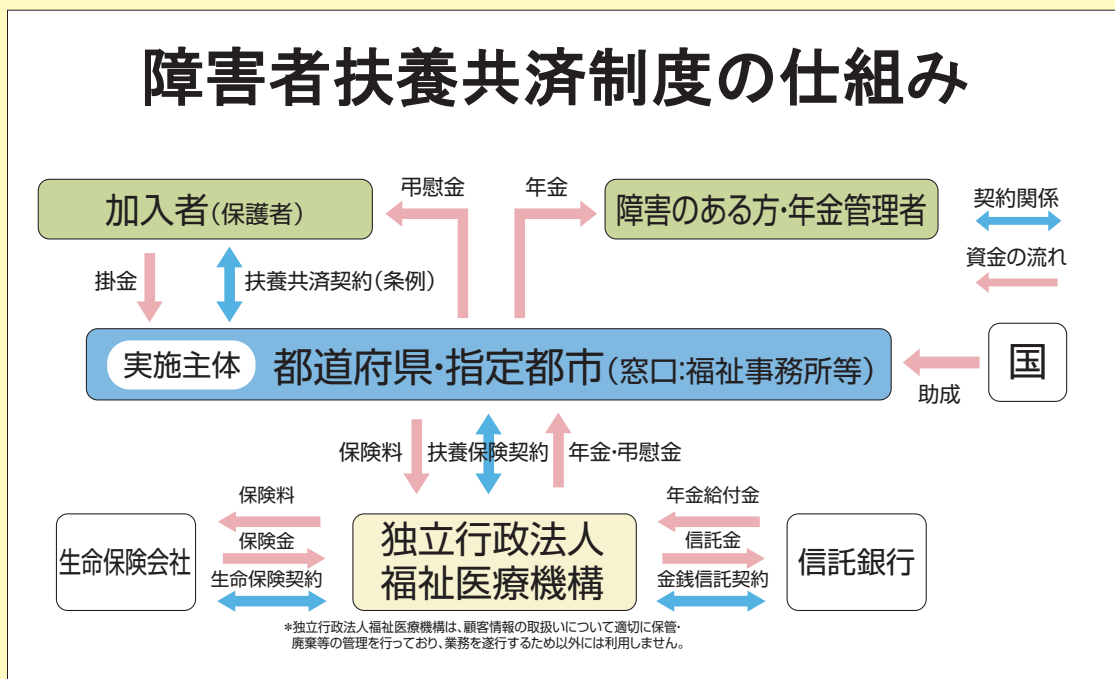 障害者扶養共済制度の仕組み
加入者(保護者)
弔慰金
年金
障害のある方・年金管理者
契約関係
資金の流れ
掛金
扶養共済契約(条例)
実施主体
都道府県・指定都市(窓口:福祉事務所等)
国
助成
保険料
扶養保険契約
年金・弔慰金
生命保険会社
保険料
保険金
生命保険契約
独立行政法人
福祉医療機構
年金給付金
信託金
金銭信託契約
信託銀行
*独立行政法人福祉医療機構は、顧客情報の取扱いについて適切に保管・
廃棄等の管理を行っており、業務を遂行するため以外には利用しません。